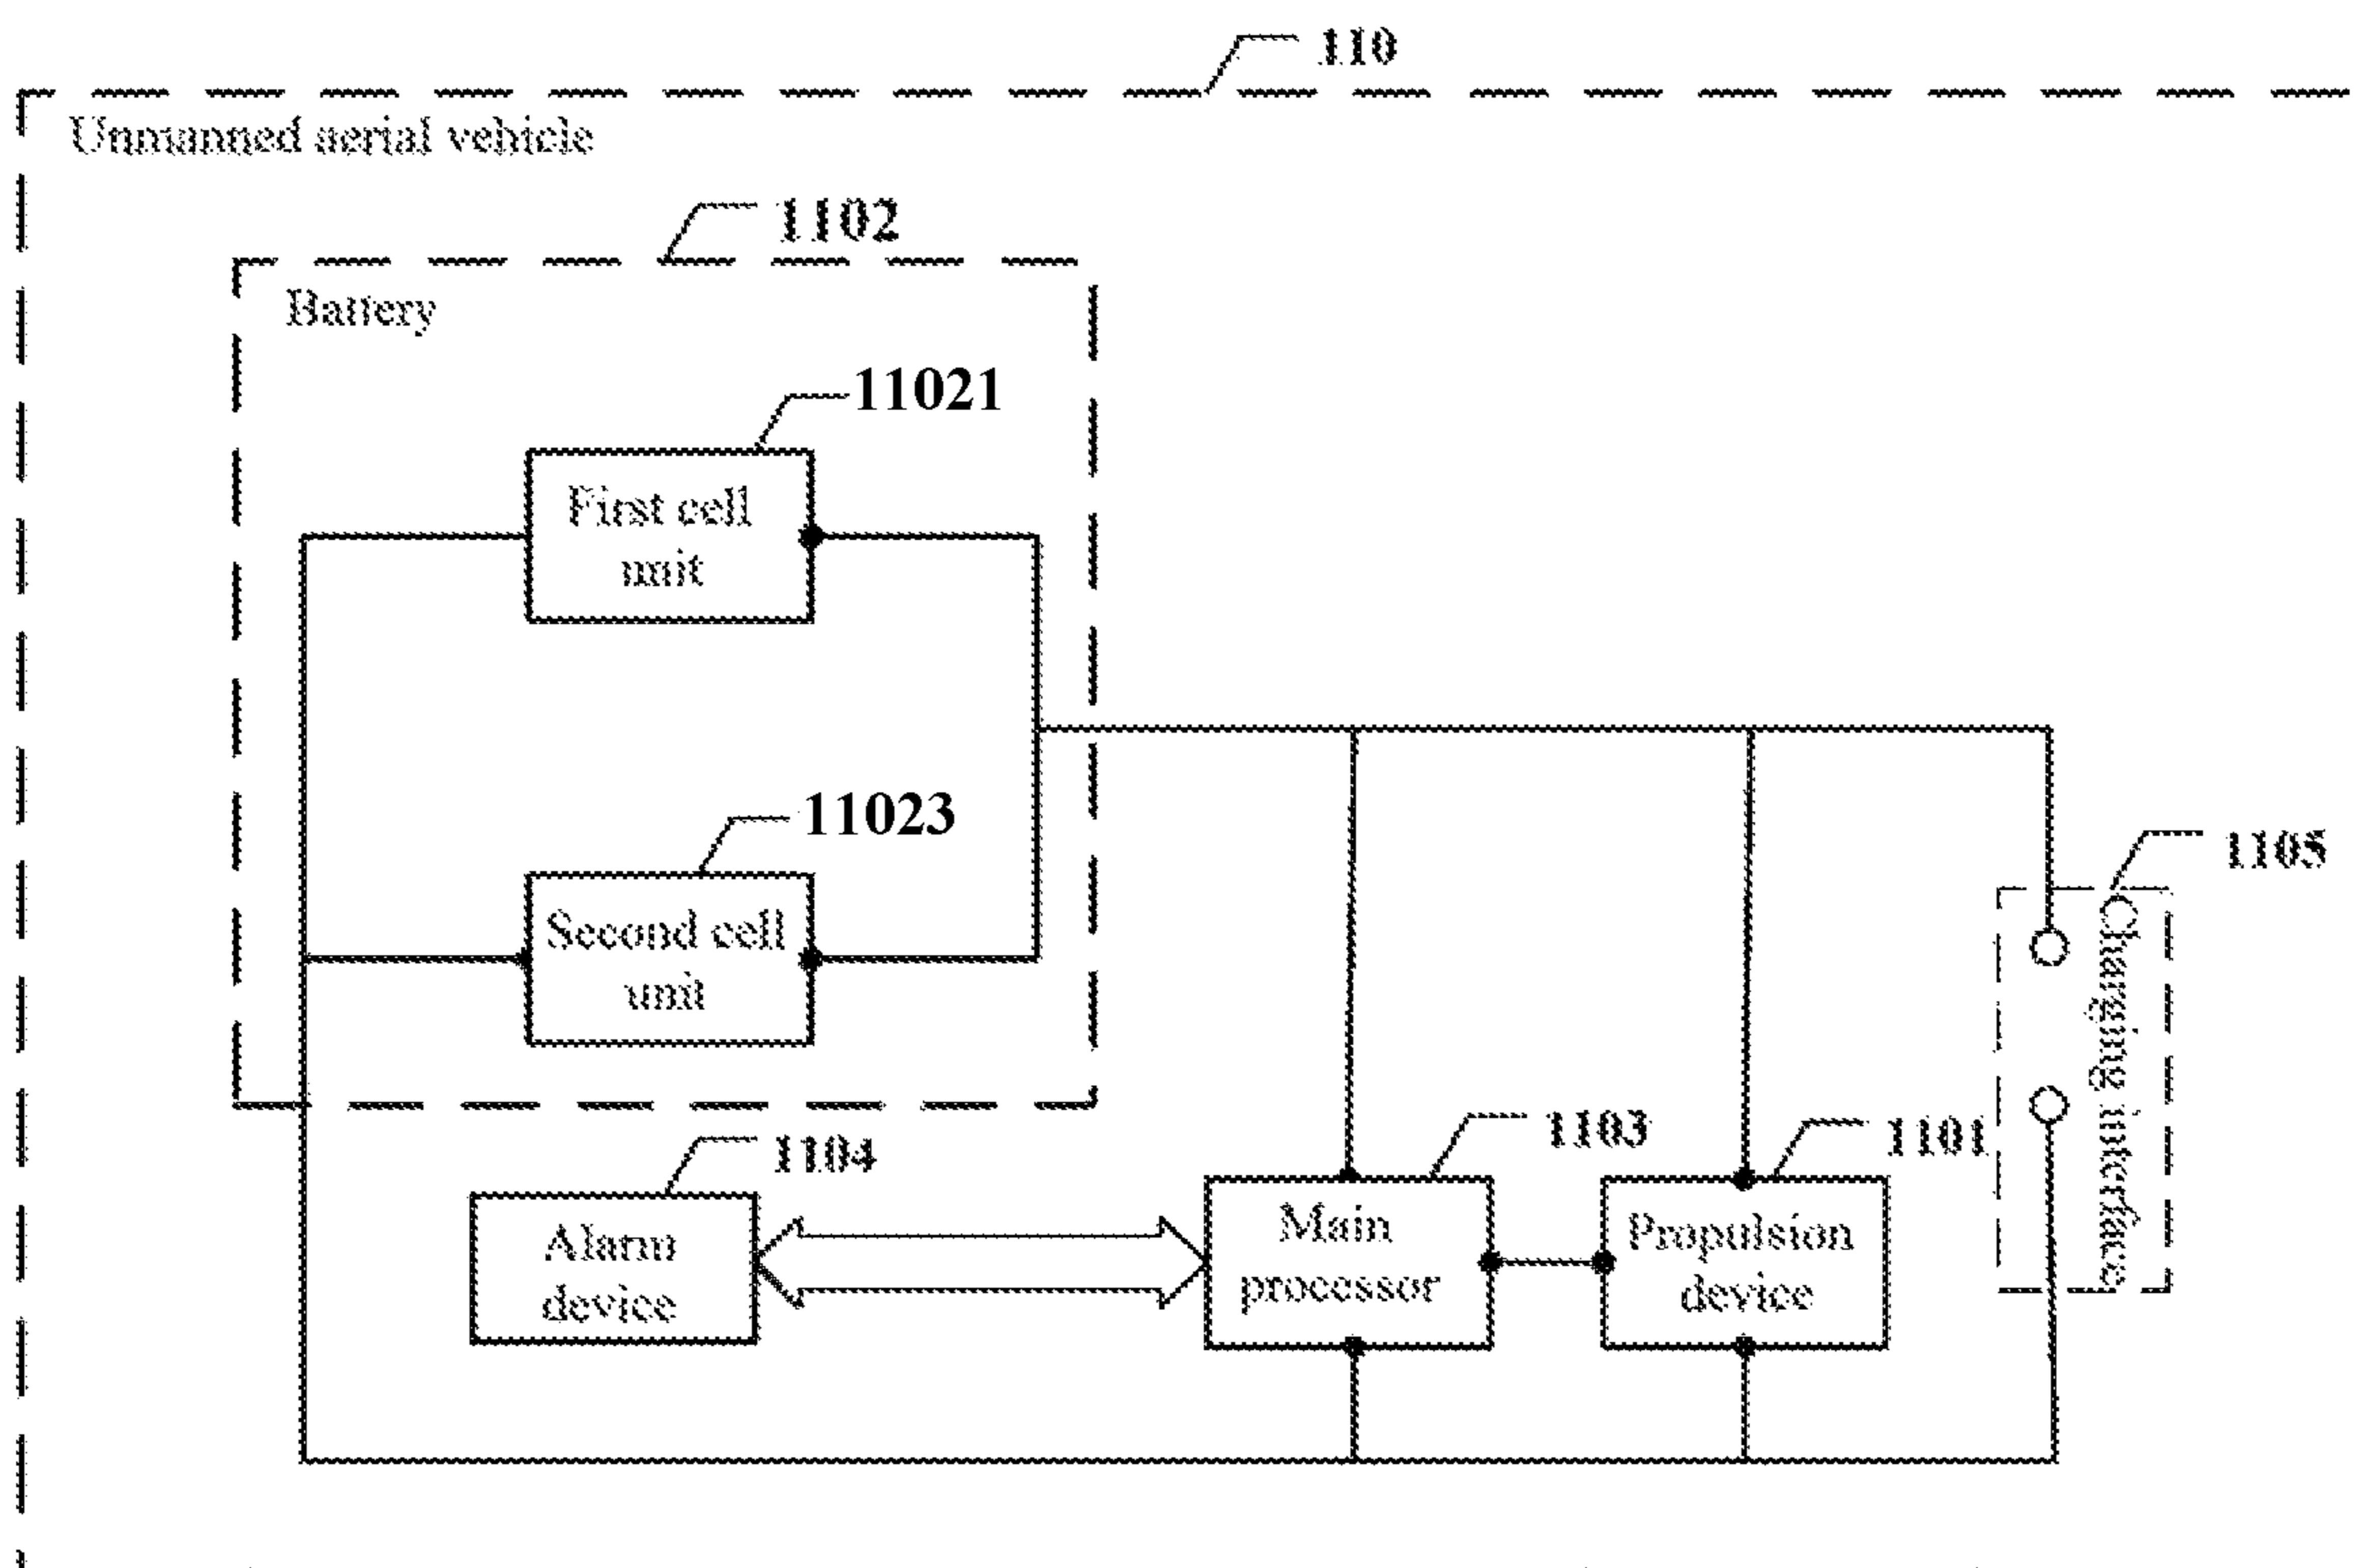 110
Unmanned aerial vehicle
1102
Battery
11021
First cell
unit
11023
Second cell
unit
1105
Charging interface
1104
Alarm
device
1103
Main
processor
1101
Propulsion
device